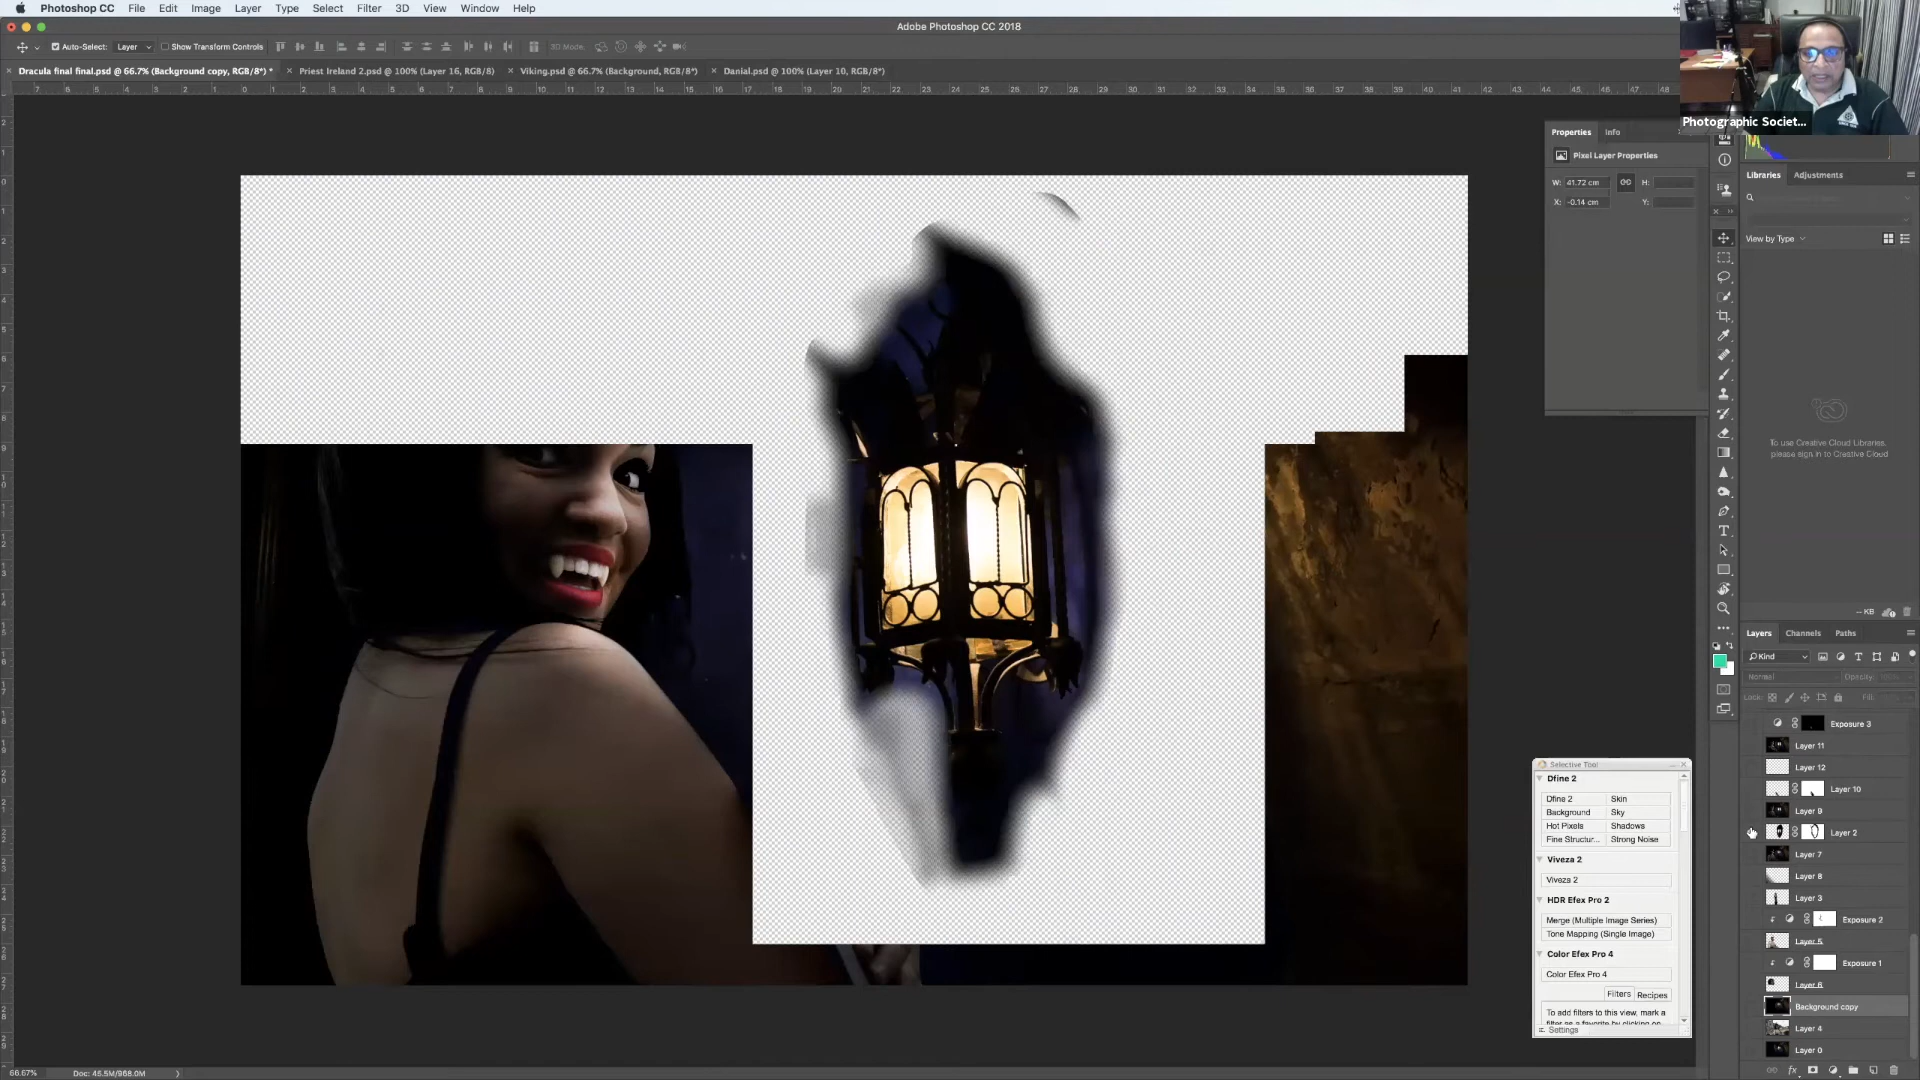 Photoshop CC File Edit Image Layer Type Select Filter 3D View Window Help
Adobe Photoshop CC 2018
Auto-Select: Layer Show Transform Controls 3D Mode:
Dracula final final.psd @ 66.7% (Background copy, RGB/8*) * Priest Ireland 2.psd @ 100% (Layer 16, RGB/8) Viking.psd @ 66.7% (Background, RGB/8*) Danial.psd @ 100% (Layer 10, RGB/8*)
Photographic Societ...
Properties Info
Pixel Layer Properties
W: 41.72 cm H:
X: -0.14 cm Y:
Libraries Adjustments
View by Type
To use Creative Cloud Libraries,
please sign in to Creative Cloud
-- KB
Layers Channels Paths
Kind
Normal Opacity: 100%
Lock: Fill:
Exposure 3
Layer 11
Layer 12
Layer 10
Layer 9
Layer 2
Layer 7
Layer 8
Layer 3
Exposure 2
Layer 5
Exposure 1
Layer 6
Background copy
Layer 4
Layer 0
Selective Tool
Dfine 2
Dfine 2 Skin
Background Sky
Hot Pixels Shadows
Fine Structur... Strong Noise
Viveza 2
Viveza 2
HDR Efex Pro 2
Merge (Multiple Image Series)
Tone Mapping (Single Image)
Color Efex Pro 4
Color Efex Pro 4
Filters Recipes
To add filters to this view, mark a
filter as a favorite by clicking on
Settings
66.67% Doc: 45.5M/968.0M